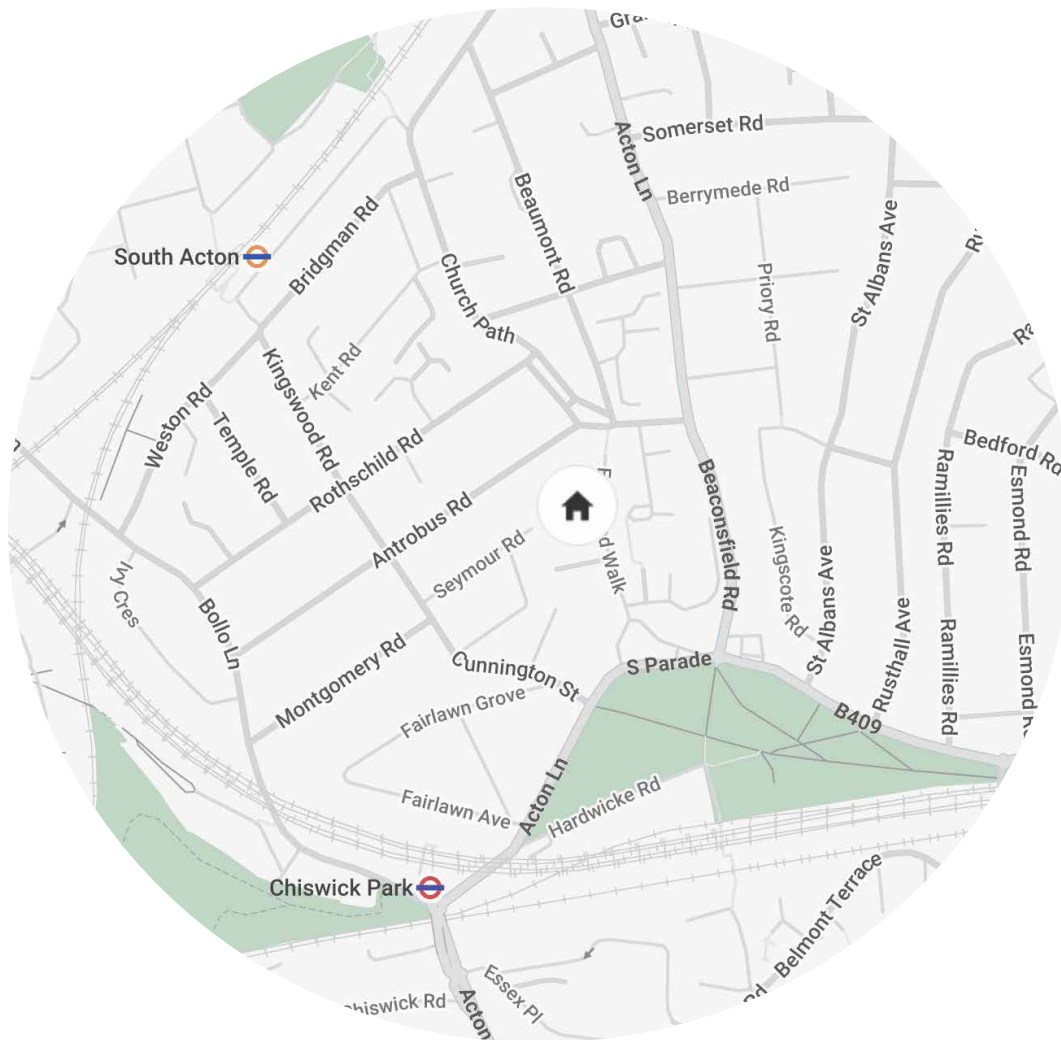 Somerset Rd
Acton Ln
Berrymede Rd
Beaumont Rd
Bridgman Rd
St Albans Ave
South Acton
Church Path
Priory Rd
Kent Rd
Kingswood Rd
Weston Rd
Temple Rd
Rothschild Rd
Bedford Rd
Ramillies Rd
Esmond Rd
Beaconsfield Rd
Antrobus Rd
Seymour Rd
Walk
Kingscote Rd
St Albans Ave
Ivy Cres
Bollo Ln
Rusthall Ave
Ramillies Rd
Esmond
Montgomery Rd
Cunnington St
S Parade
Fairlawn Grove
B409
Acton Ln
Hardwicke Rd
Fairlawn Ave
Chiswick Park
Belmont Terrace
Essex Pl
Chiswick Rd
Acton